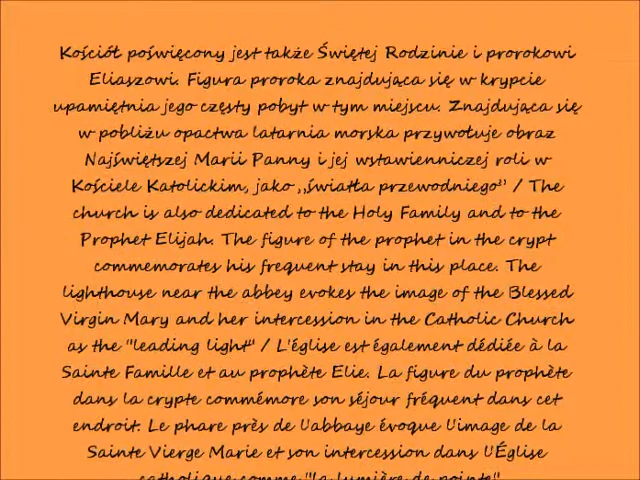 Kościół poświęcony jest także Świętej Rodzinie i prorokowi
Eliaszowi. Figura proroka znajdująca się w krypcie
upamiętnia jego częsty pobyt w tym miejscu. Znajdująca się
w pobliżu opactwa latarnia morska przywołuje obraz
Najświętszej Marii Panny i jej wstawienniczej roli w
Kościele Katolickim, jako ,,światła przewodniego" / The
church is also dedicated to the Holy Family and to the
Prophet Elijah. The figure of the prophet in the crypt
commemorates his frequent stay in this place. The
lighthouse near the abbey evokes the image of the Blessed
Virgin Mary and her intercession in the Catholic Church
as the "leading light" / L'église est également dédiée à la
Sainte Famille et au prophète Elie. La figure du prophète
dans la crypte commémore son séjour fréquent dans cet
endroit. Le phare près de l'abbaye évoque l'image de la
Sainte Vierge Marie et son intercession dans l'Église
catholique comme "la lumière de pointe"